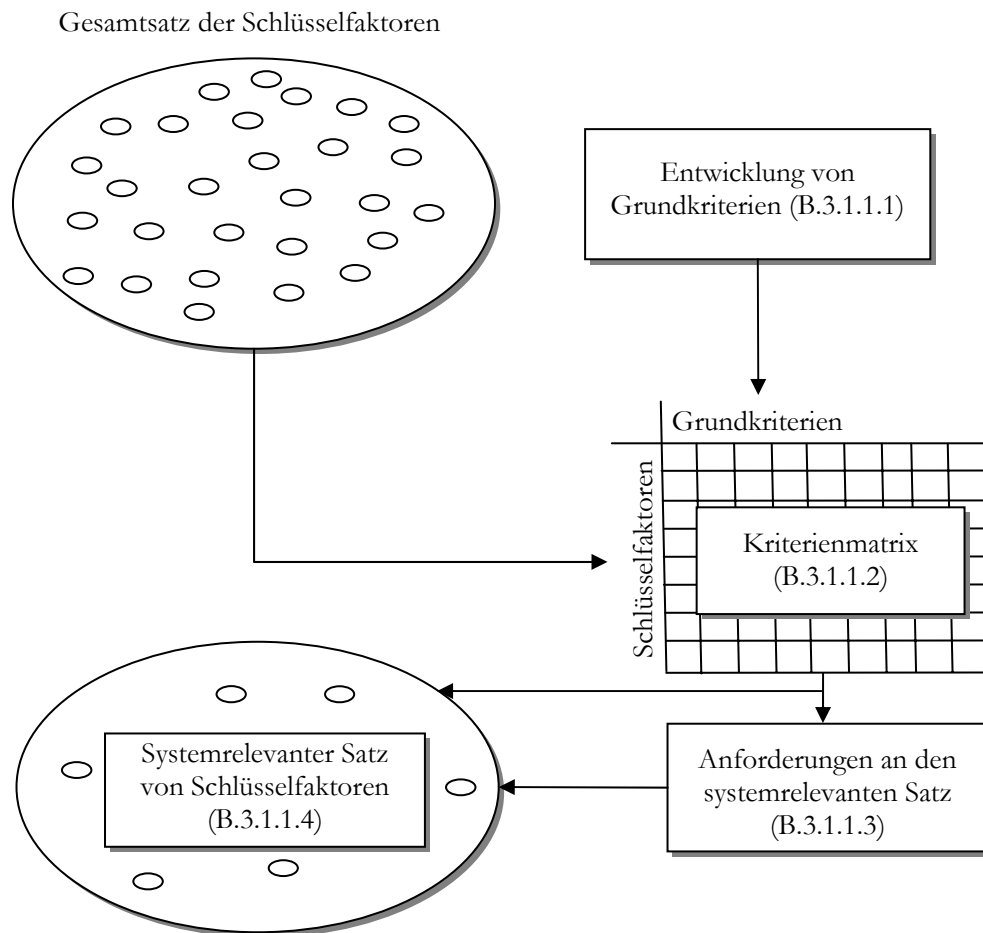 Gesamtsatz der Schlüsselfaktoren
Entwicklung von
Grundkriterien (B.3.1.1.1)
Grundkriterien
Schlüsselfaktoren
Kriterienmatrix
(B.3.1.1.2)
Systemrelevanter Satz
von Schlüsselfaktoren
(B.3.1.1.4)
Anforderungen an den
systemrelevanten Satz
(B.3.1.1.3)